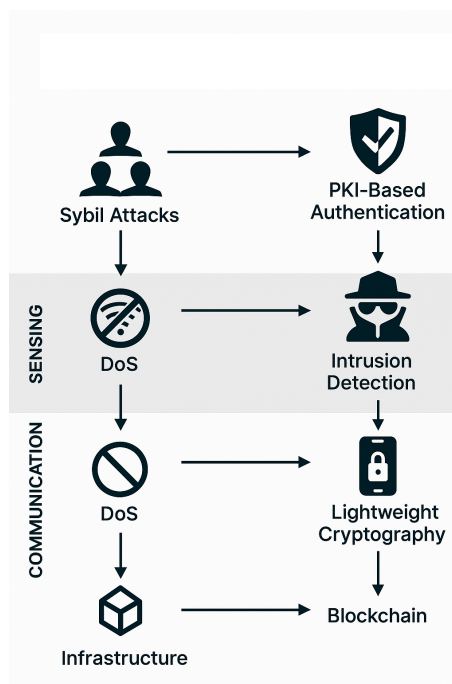 Sybil Attacks
PKI-Based
Authentication
SENSING
DoS
Intrusion
Detection
COMMUNICATION
DoS
Lightweight
Cryptography
Infrastructure
Blockchain